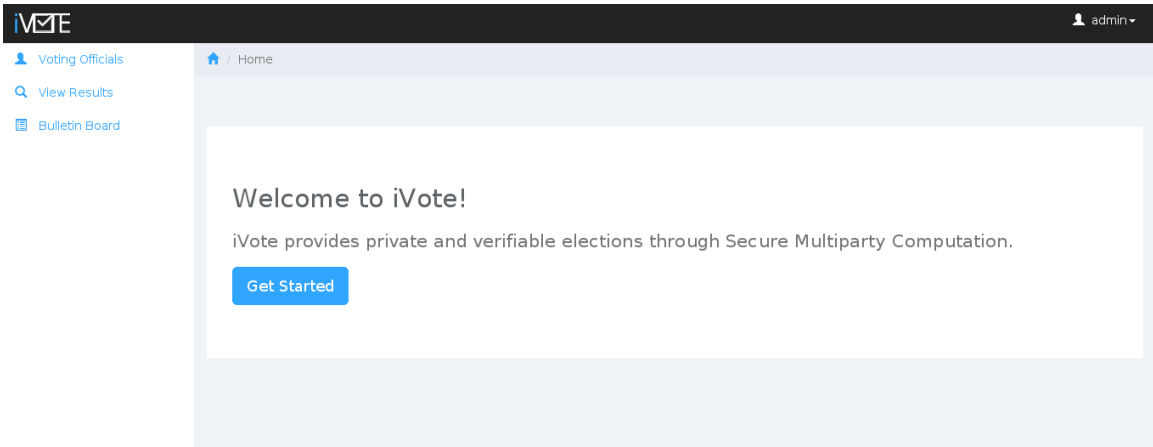 iVOTE
admin
Voting Officials
/ Home
View Results
Bulletin Board
Welcome to iVote!
iVote provides private and verifiable elections through Secure Multiparty Computation.
Get Started